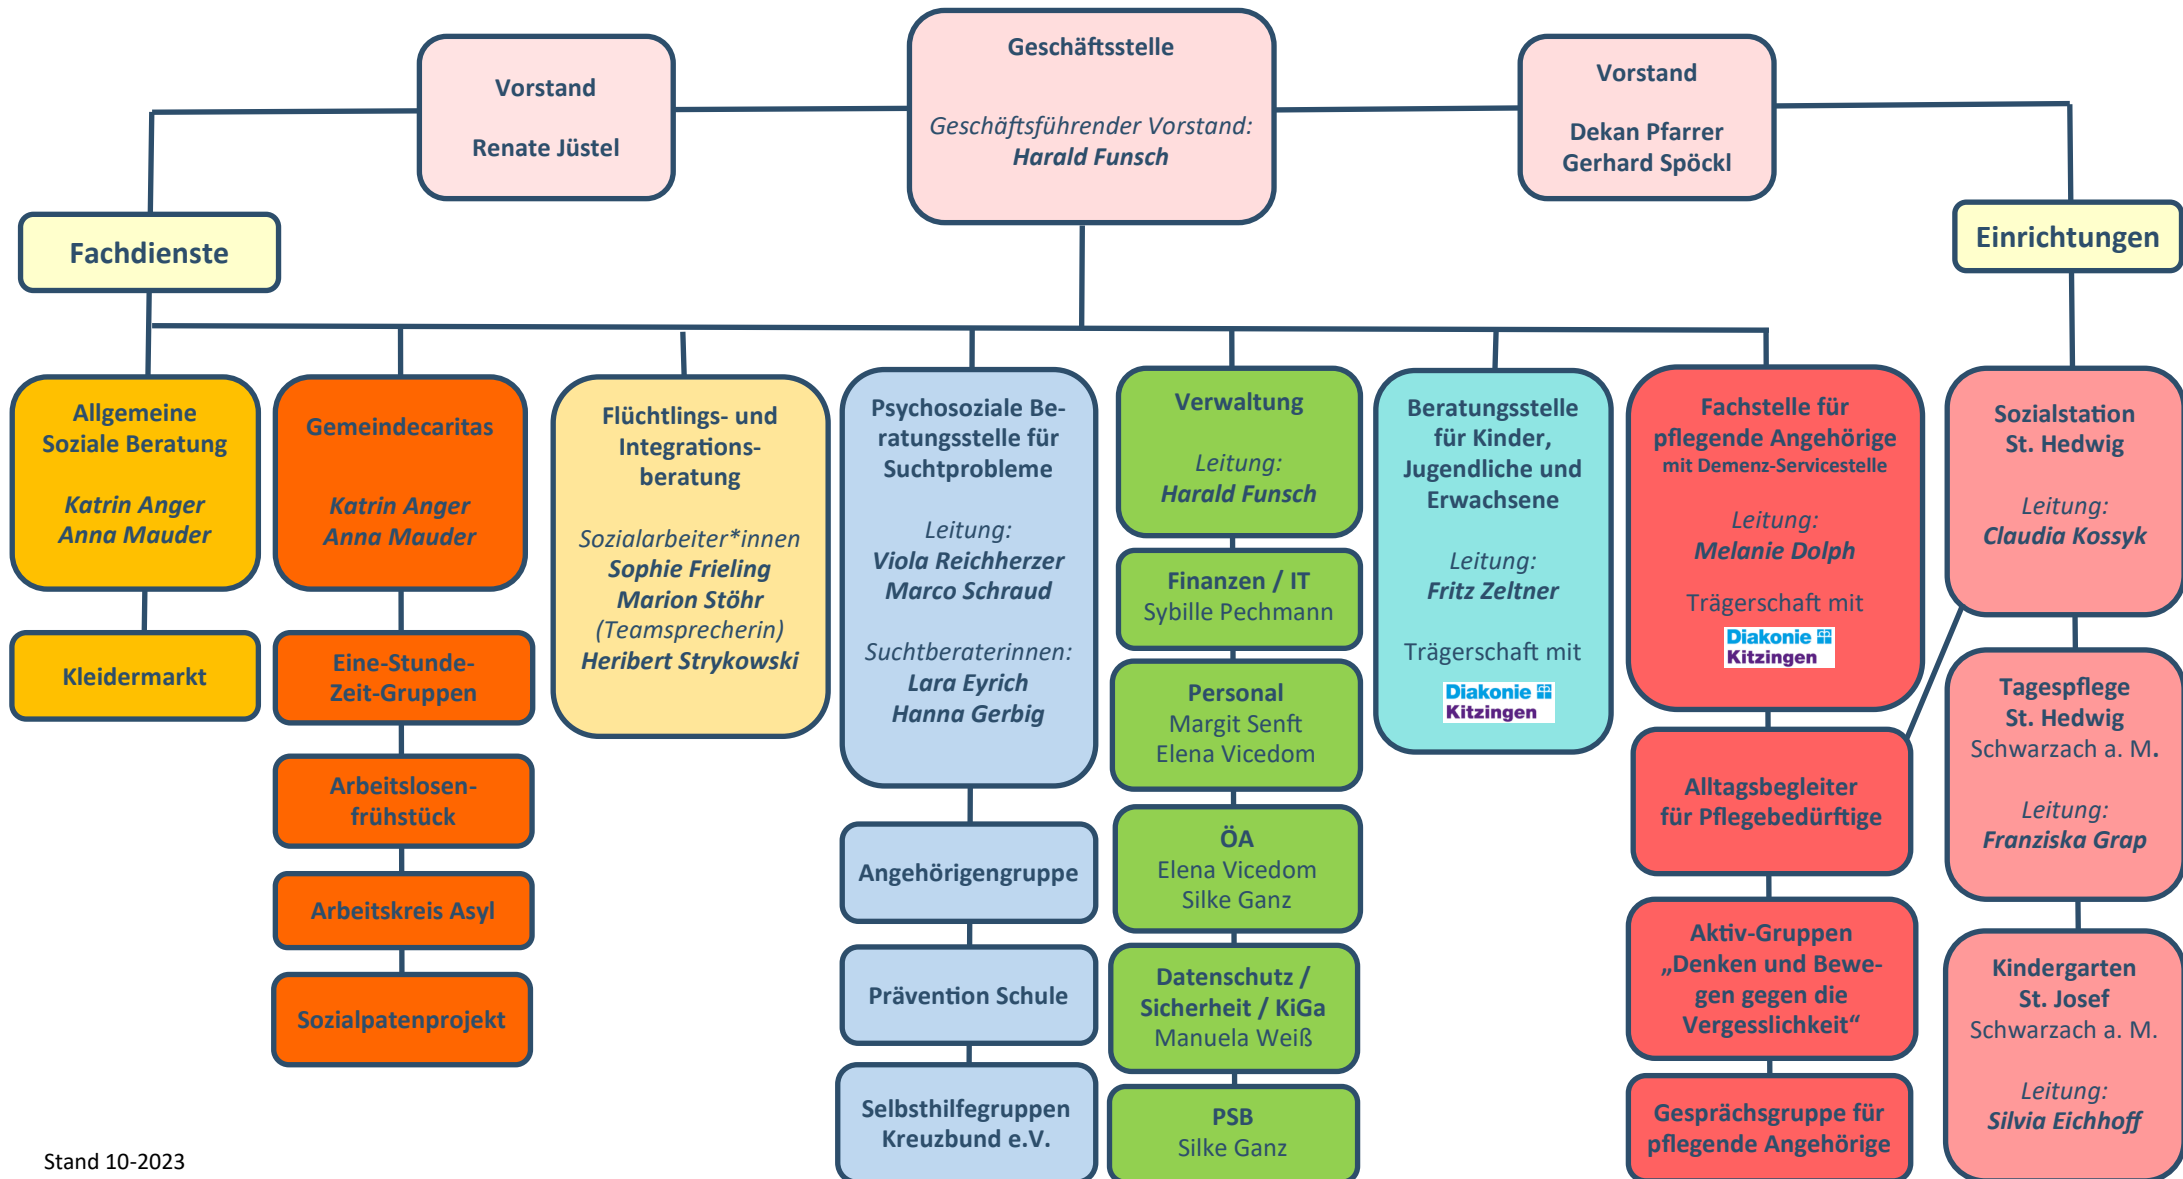 Vorstand
Renate Jüstel
Geschäftsstelle
Geschäftsführender Vorstand:
Harald Funsch
Vorstand
Dekan Pfarrer
Gerhard Spöckl
Fachdienste
Einrichtungen
Allgemeine
Soziale Beratung
Katrin Anger
Anna Mauder
Kleidermarkt
Gemeindecaritas
Katrin Anger
Anna Mauder
Eine-Stunde-
Zeit-Gruppen
Arbeitslosen-
frühstück
Arbeitskreis Asyl
Sozialpatenprojekt
Flüchtlings- und
Integrations-
beratung
Sozialarbeiter*innen
Sophie Frieling
Marion Stöhr
(Teamsprecherin)
Heribert Strykowski
Psychosoziale Be-
ratungsstelle für
Suchtprobleme
Leitung:
Viola Reichherzer
Marco Schraud
Suchtberaterinnen:
Lara Eyrich
Hanna Gerbig
Angehörigengruppe
Prävention Schule
Selbsthilfegruppen
Kreuzbund e.V.
Verwaltung
Leitung:
Harald Funsch
Finanzen / IT
Sybille Pechmann
Personal
Margit Senft
Elena Vicedom
ÖA
Elena Vicedom
Silke Ganz
Datenschutz /
Sicherheit / KiGa
Manuela Weiß
PSB
Silke Ganz
Beratungsstelle
für Kinder,
Jugendliche und
Erwachsene
Leitung:
Fritz Zeltner
Trägerschaft mit
Diakonie
Kitzingen
Fachstelle für
pflegende Angehörige
mit Demenz-Servicestelle
Leitung:
Melanie Dolph
Trägerschaft mit
Diakonie
Kitzingen
Alltagsbegleiter
für Pflegebedürftige
Aktiv-Gruppen
„Denken und Bewe-
gen gegen die
Vergesslichkeit“
Gesprächsgruppe für
pflegende Angehörige
Sozialstation
St. Hedwig
Leitung:
Claudia Kossyk
Tagespflege
St. Hedwig
Schwarzach a. M.
Leitung:
Franziska Grap
Kindergarten
St. Josef
Schwarzach a. M.
Leitung:
Silvia Eichhoff
Stand 10-2023